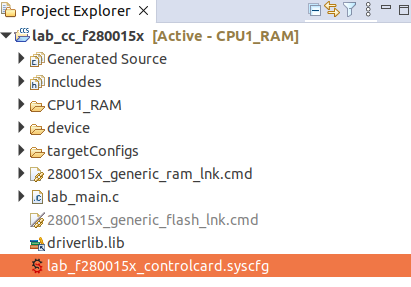 Project Explorer
lab_cc_f280015x [Active - CPU1_RAM]
Generated Source
Includes
CPU1_RAM
device
targetConfigs
280015x_generic_ram_lnk.cmd
lab_main.c
280015x_generic_flash_lnk.cmd
driverlib.lib
lab_f280015x_controlcard.syscfg